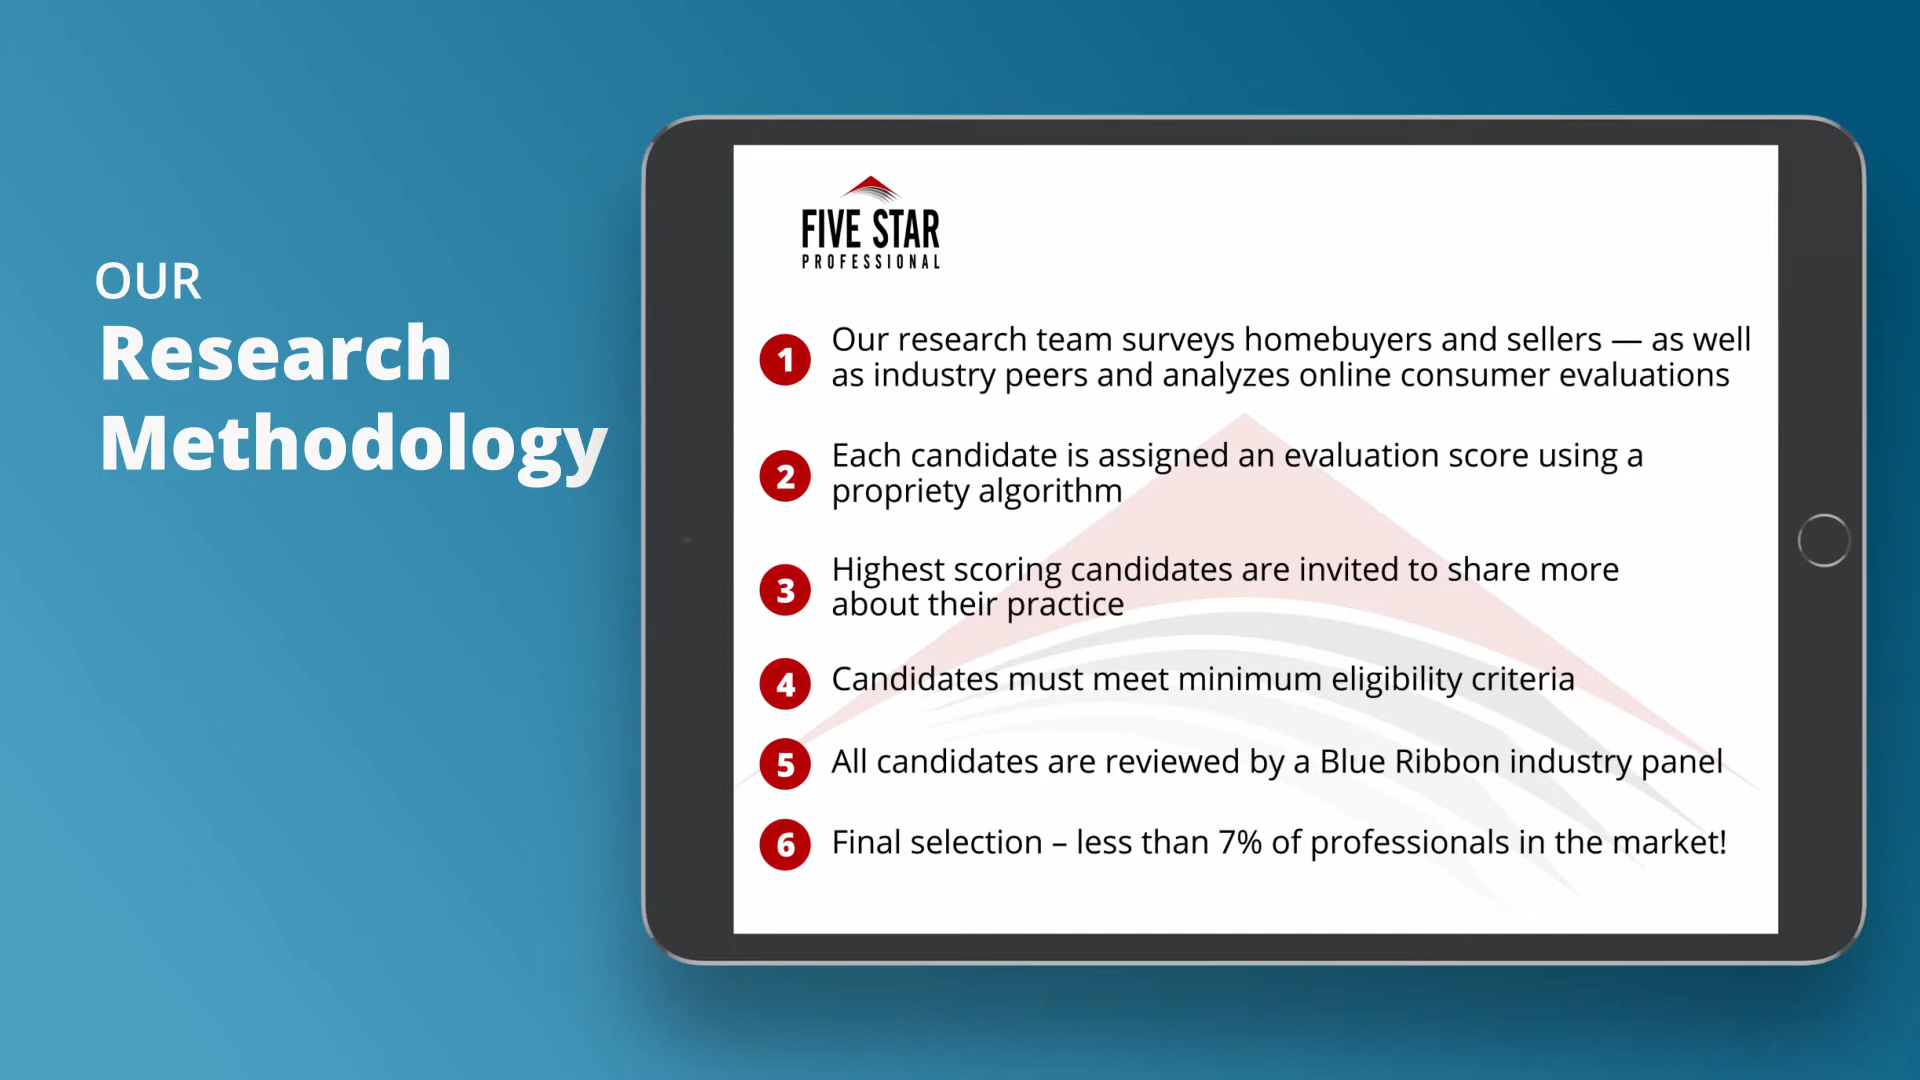 OUR
Research
Methodology
FIVE STAR
PROFESSIONAL
1 Our research team surveys homebuyers and sellers — as well
as industry peers and analyzes online consumer evaluations
2 Each candidate is assigned an evaluation score using a
propriety algorithm
3 Highest scoring candidates are invited to share more
about their practice
4 Candidates must meet minimum eligibility criteria
5 All candidates are reviewed by a Blue Ribbon industry panel
6 Final selection – less than 7% of professionals in the market!